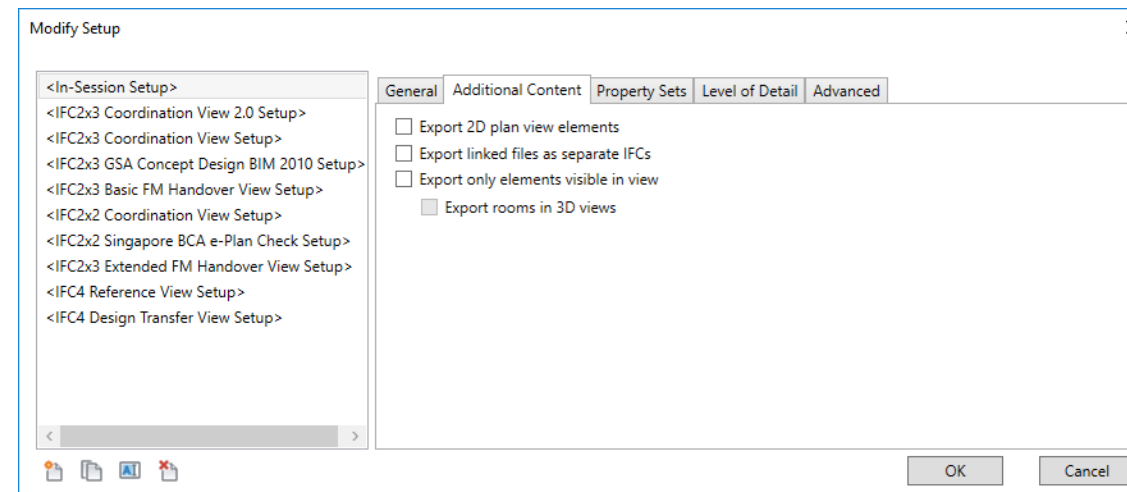 Modify Setup
<In-Session Setup>
<IFC2x3 Coordination View 2.0 Setup>
<IFC2x3 Coordination View Setup>
<IFC2x3 GSA Concept Design BIM 2010 Setup>
<IFC2x3 Basic FM Handover View Setup>
<IFC2x2 Coordination View Setup>
<IFC2x2 Singapore BCA e-Plan Check Setup>
<IFC2x3 Extended FM Handover View Setup>
<IFC4 Reference View Setup>
<IFC4 Design Transfer View Setup>
General Additional Content Property Sets Level of Detail Advanced
Export 2D plan view elements
Export linked files as separate IFCs
Export only elements visible in view
Export rooms in 3D views
AI
OK Cancel